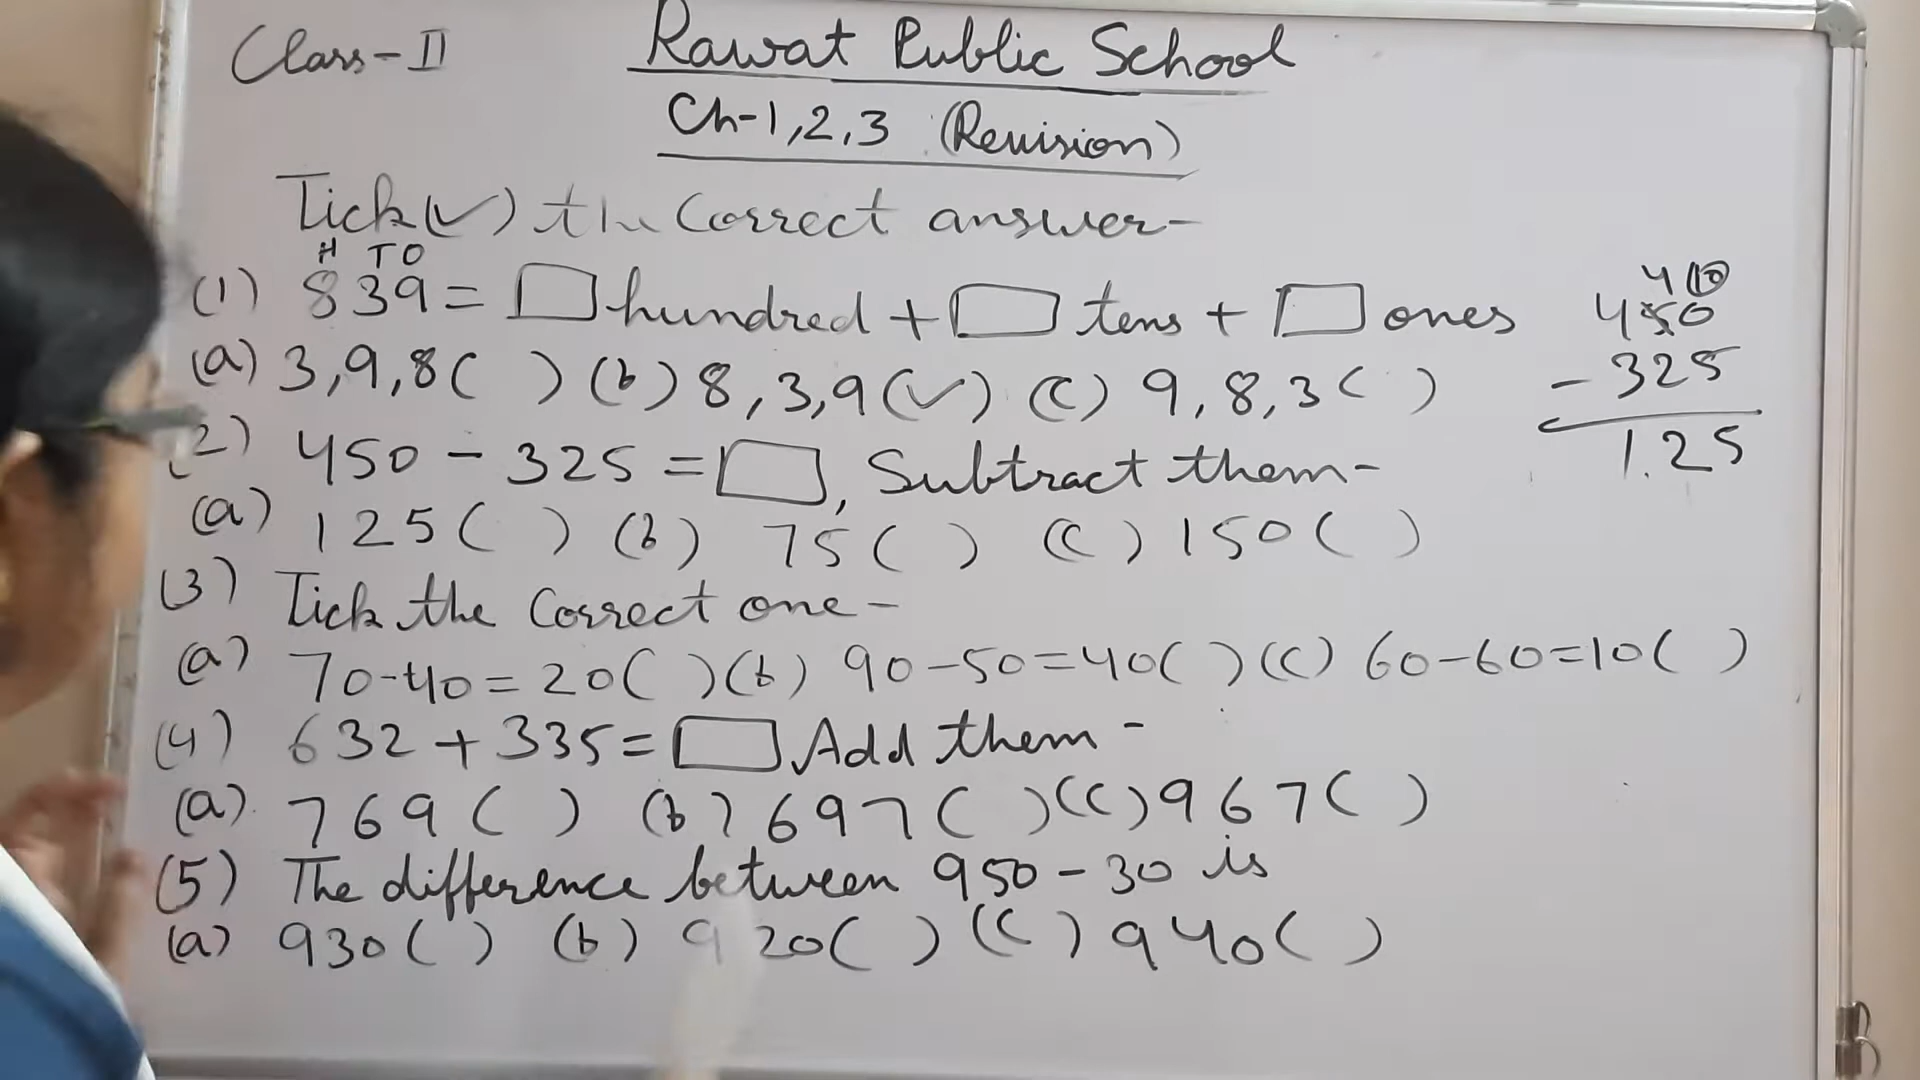 Class-II Rawat Public School
Ch-1,2,3 (Revision)
Tick(✓) the Correct answer-
H T O
(1) 839 = □ hundred + □ tens + □ ones
(a) 3,9,8( ) (b) 8,3,9(✓) (c) 9,8,3( )
(2) 450 - 325 = □, Subtract them-
(a) 125( ) (b) 75( ) (c) 150( )
(3) Tick the Correct one-
(a) 70-40=20( ) (b) 90-50=40( ) (c) 60-60=10( )
(4) 632 + 335 = □ Add them-
(a) 769( ) (b) 697( ) (c) 967( )
(5) The difference between 950-30 is
(a) 930( ) (b) 920( ) (c) 940( )
4 10
450
- 325
125